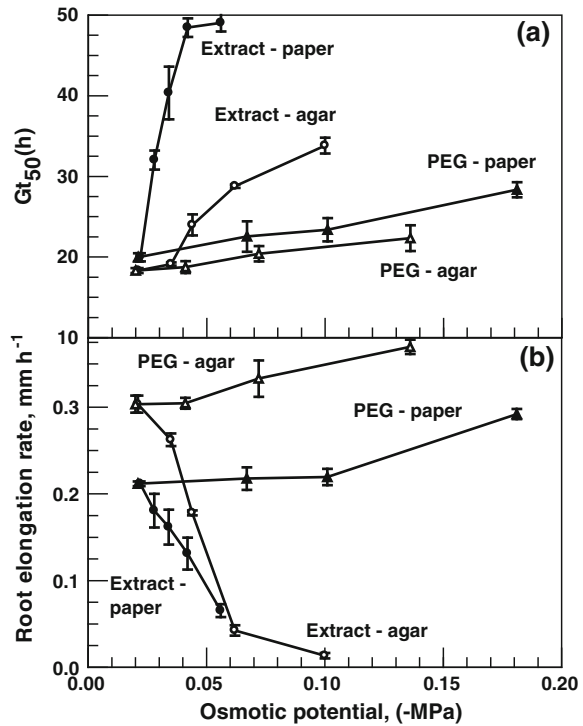 50
(a)
Extract - paper
40
Extract - agar
Gt50(h)
30
PEG - paper
20
PEG - agar
10
(b)
PEG - agar
0.3
PEG - paper
Root elongation rate, mm h-1
0.2
0.1
Extract -
paper
Extract - agar
0.0
0.00
0.05
0.10
0.15
0.20
Osmotic potential, (-MPa)